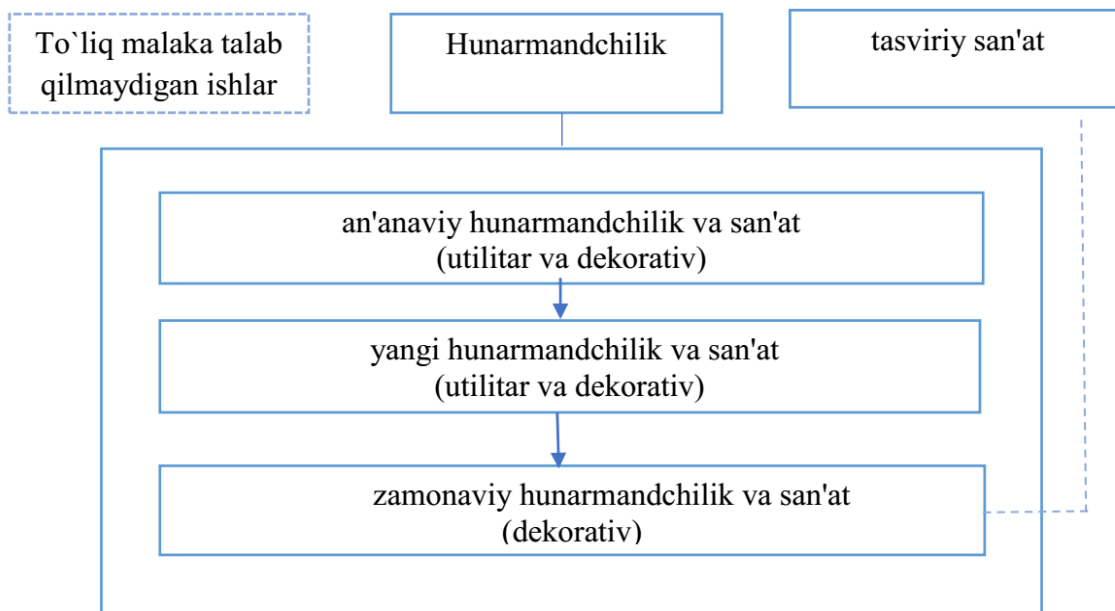 To`liq malaka talab
qilmaydigan ishlar
Hunarmandchilik
tasviriy san'at
an'anaviy hunarmandchilik va san'at
(utilitar va dekorativ)
yangi hunarmandchilik va san'at
(utilitar va dekorativ)
zamonaviy hunarmandchilik va san'at
(dekorativ)